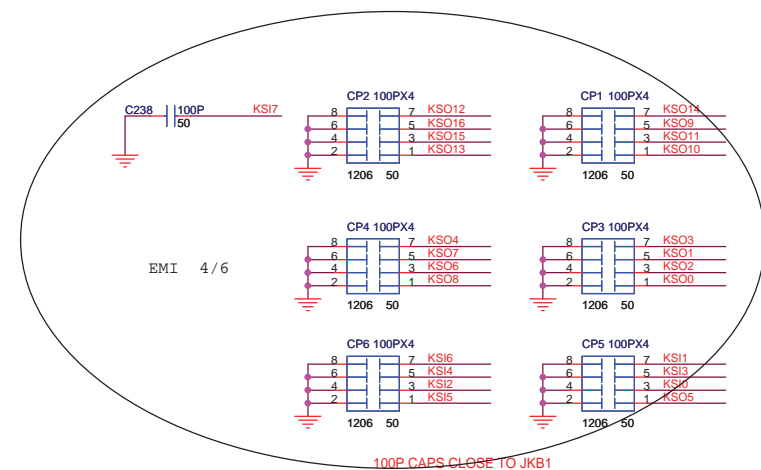 CP2 100PX4
CP1 100PX4
C238 100P KSI7
50
8 7 KSO12
6 5 KSO16
4 3 KSO15
2 1 KSO13
1206 50
8 7 KSO14
6 5 KSO9
4 3 KSO11
2 1 KSO10
1206 50
CP4 100PX4
CP3 100PX4
8 7 KSO4
6 5 KSO7
4 3 KSO6
2 1 KSO8
1206 50
8 7 KSO3
6 5 KSO1
4 3 KSO2
2 1 KSO0
1206 50
EMI 4/6
CP6 100PX4
CP5 100PX4
8 7 KSI6
6 5 KSI4
4 3 KSI2
2 1 KSI5
1206 50
8 7 KSI1
6 5 KSI3
4 3 KSI0
2 1 KSO5
1206 50
100P CAPS CLOSE TO JKB1